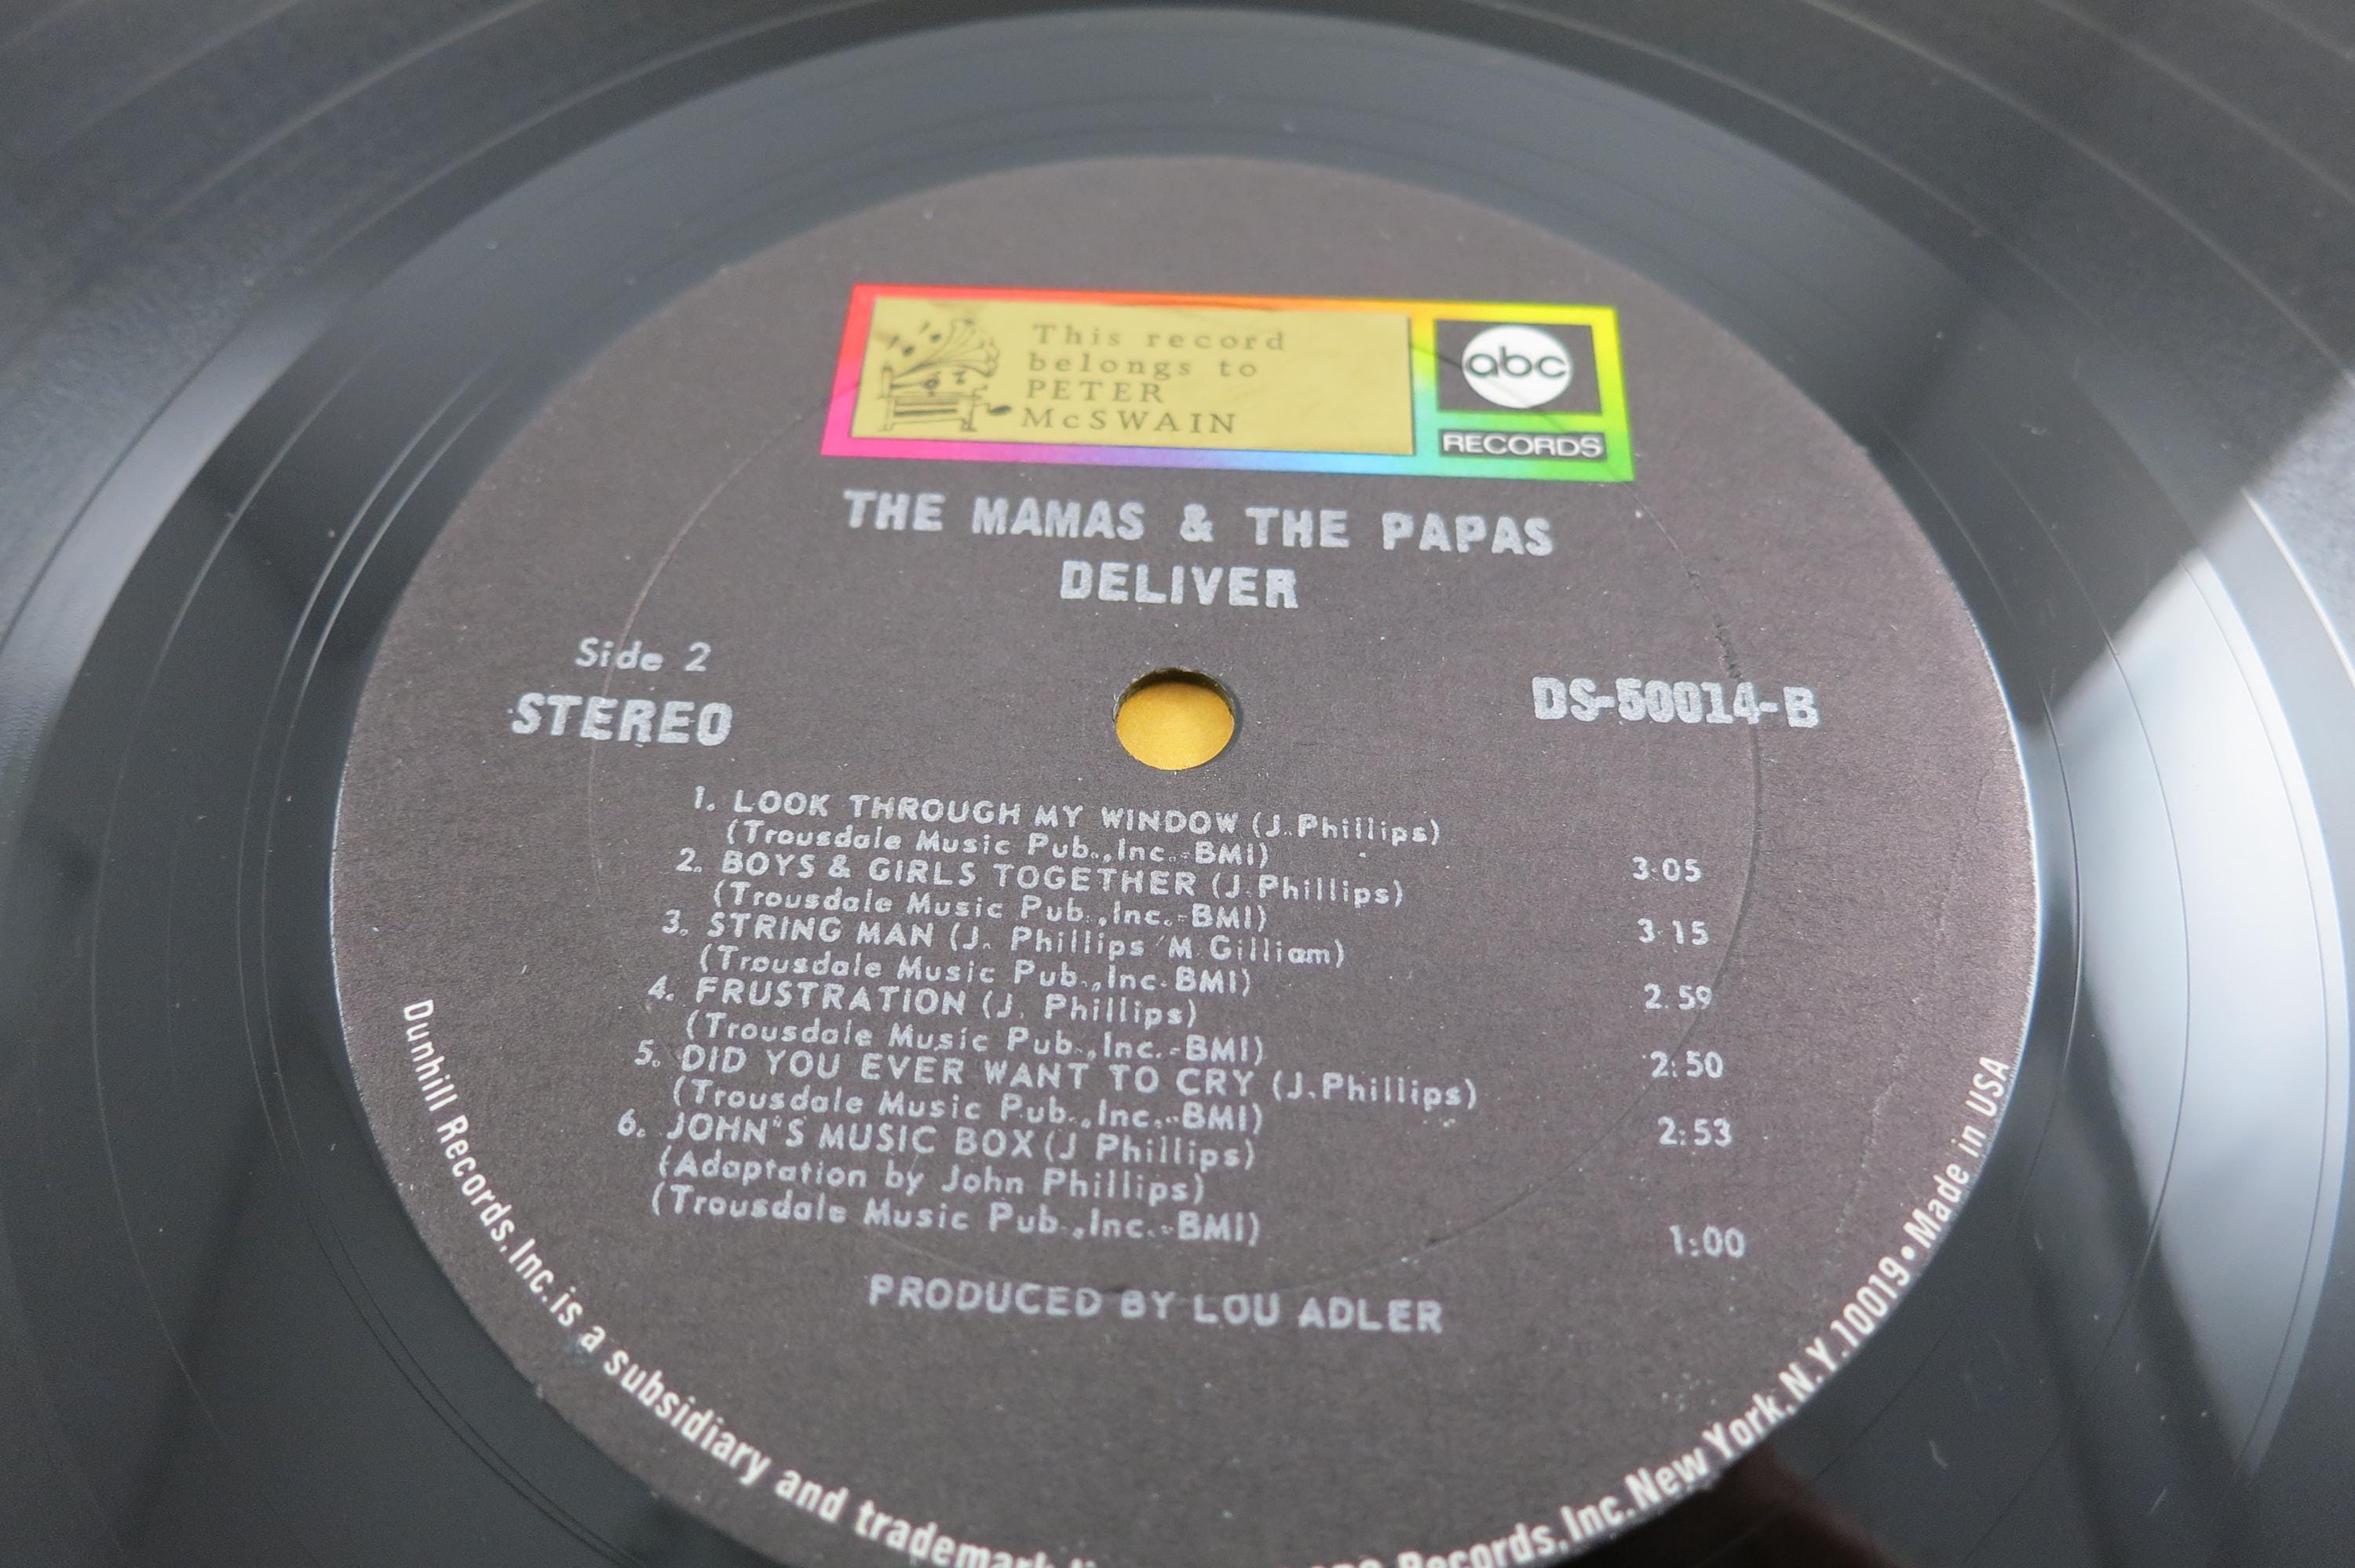 This record
belongs to
PETER
McSWAIN
abc
RECORDS
THE MAMAS & THE PAPAS
DELIVER
Side 2
STEREO
DS-50014-B
1. LOOK THROUGH MY WINDOW (J. Phillips)
(Trousdale Music Pub., Inc.-BMI) 3:05
2. BOYS & GIRLS TOGETHER (J. Phillips)
(Trousdale Music Pub., Inc.-BMI) 3:15
3. STRING MAN (J. Phillips/M. Gilliam)
(Trousdale Music Pub., Inc.-BMI) 2:59
4. FRUSTRATION (J. Phillips)
(Trousdale Music Pub., Inc.-BMI) 2:50
5. DID YOU EVER WANT TO CRY (J. Phillips)
(Trousdale Music Pub., Inc.-BMI) 2:53
6. JOHN'S MUSIC BOX (J Phillips)
(Adaptation by John Phillips)
(Trousdale Music Pub., Inc.-BMI) 1:00
PRODUCED BY LOU ADLER
Dunhill Records, Inc. is a subsidiary and trademark Records, Inc. New York, N.Y. 10019 • Made in USA